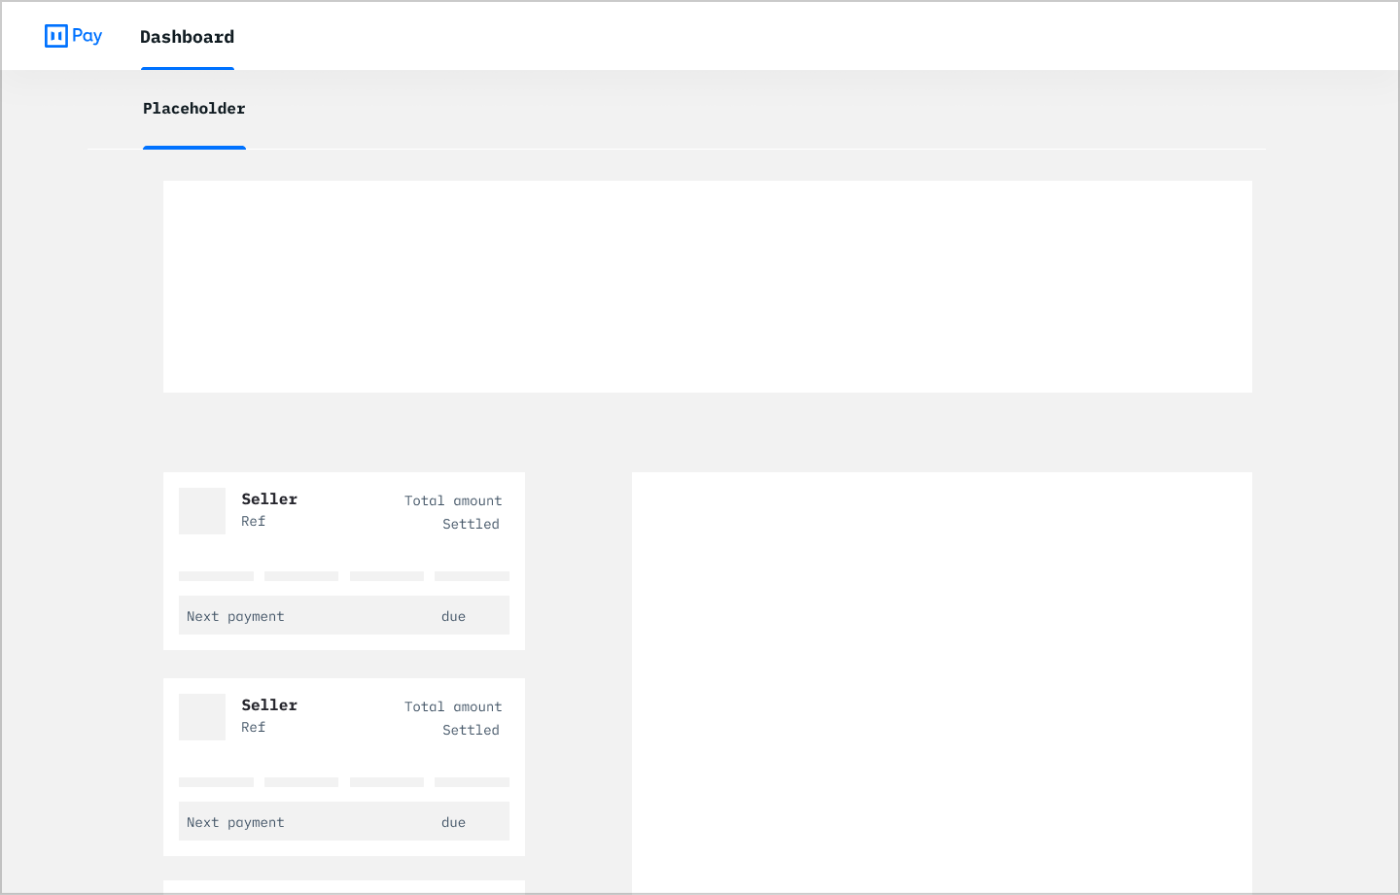 Pay
Dashboard
Placeholder
Seller
Total amount
Ref
Settled
Next payment due
Seller
Total amount
Ref
Settled
Next payment due